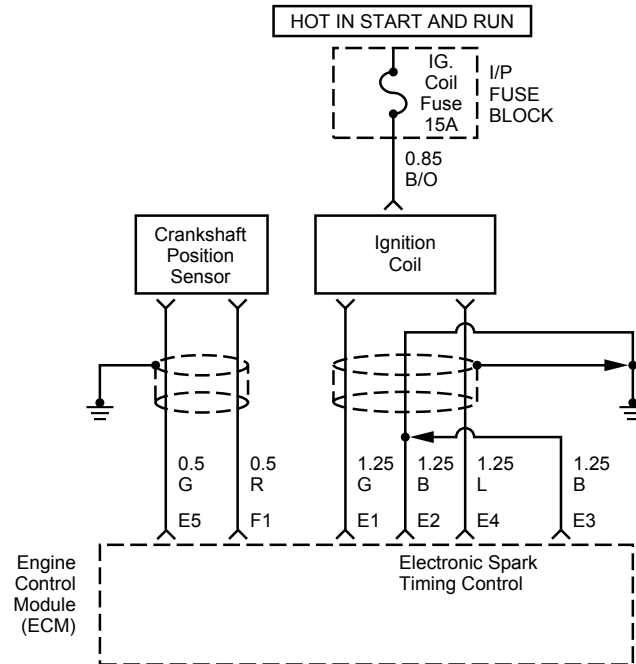 HOT IN START AND RUN
IG.
Coil
Fuse
15A
I/P
FUSE
BLOCK
0.85
B/O
Crankshaft
Position
Sensor
Ignition
Coil
0.5
G
0.5
R
1.25
G
1.25
B
1.25
L
1.25
B
E5
F1
E1
E2
E4
E3
Engine
Control
Module
(ECM)
Electronic Spark
Timing Control